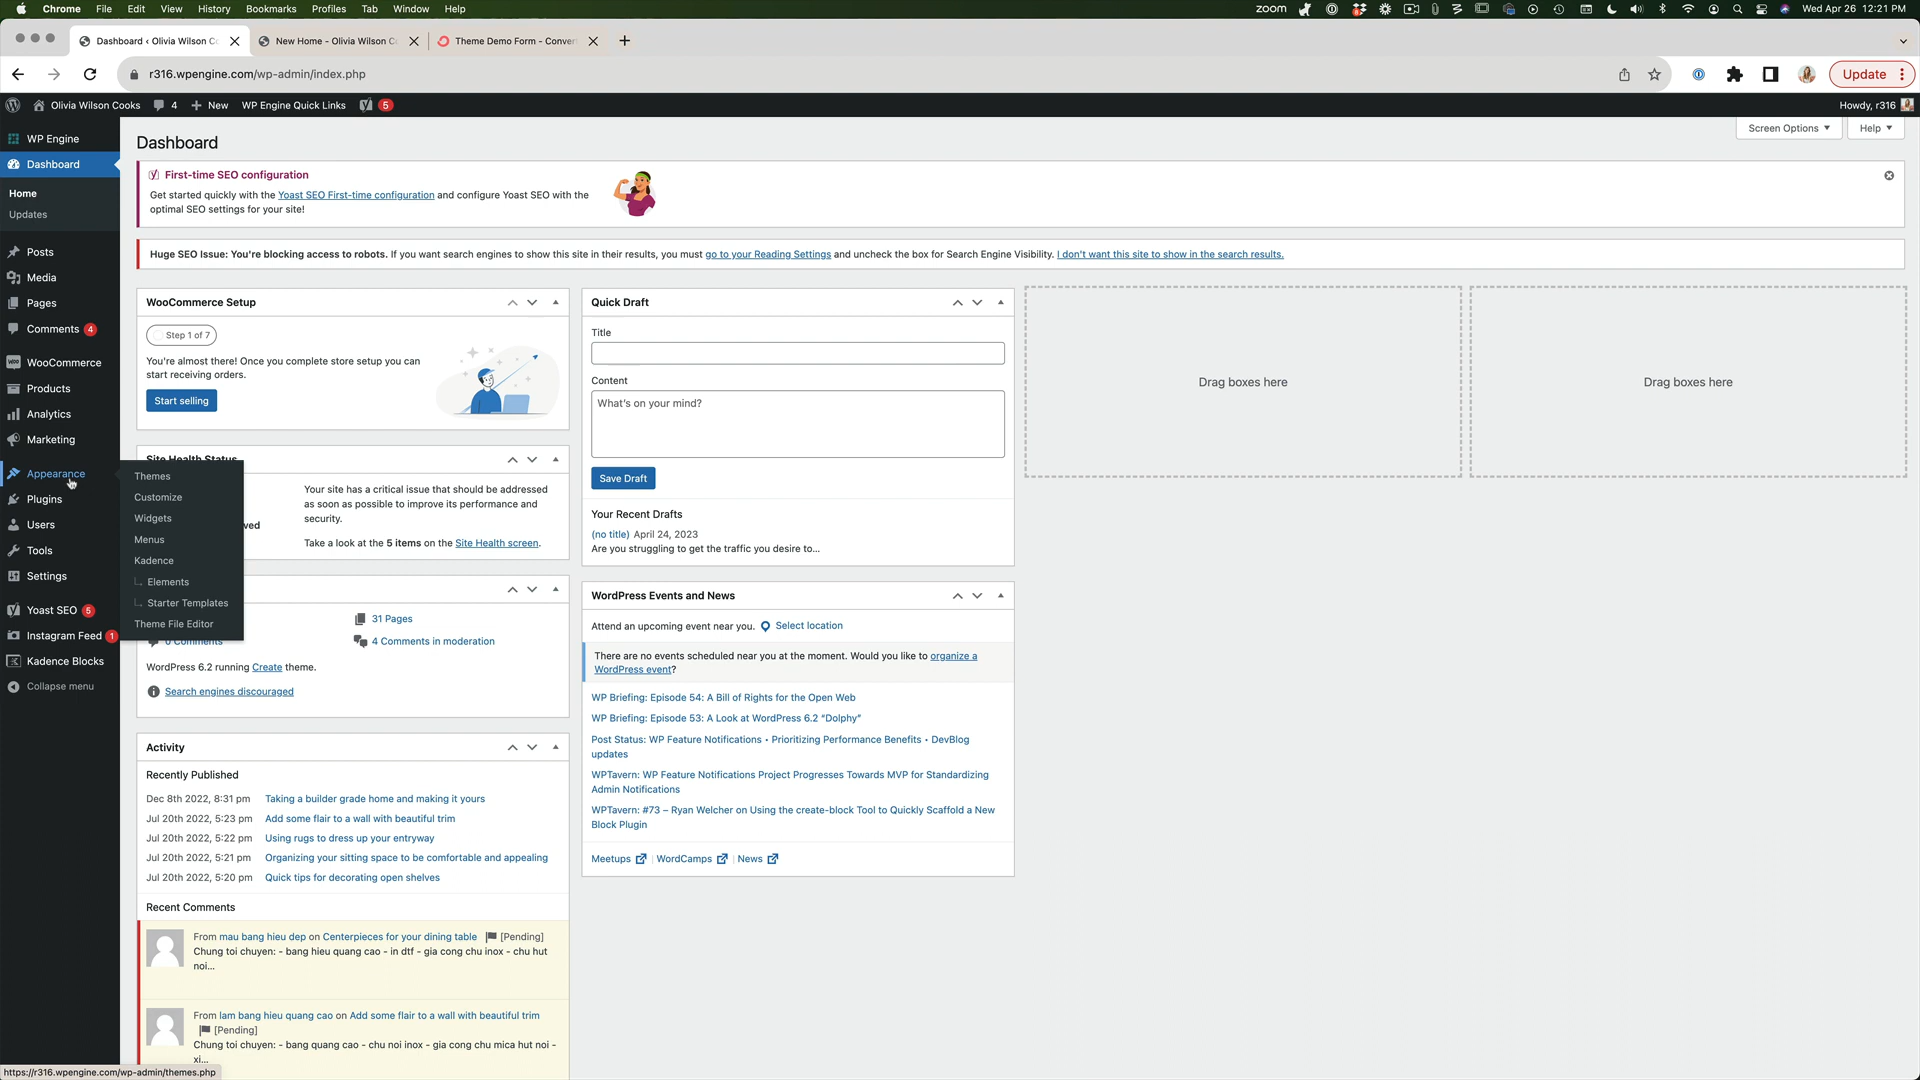 Chrome File Edit View History Bookmarks Profiles Tab Window Help zoom Wed Apr 26 12:21 PM
Dashboard ‹ Olivia Wilson C New Home - Olivia Wilson C Theme Demo Form - Conver
r316.wpengine.com/wp-admin/index.php Update
Olivia Wilson Cooks 4 New WP Engine Quick Links 5 Howdy, r316
WP Engine
Dashboard
Home
Updates
Posts
Media
Pages
Comments 4
WooCommerce
Products
Analytics
Marketing
Appearance
Plugins
Users
Tools
Settings
Yoast SEO 5
Instagram Feed 1
Kadence Blocks
Collapse menu
Themes
Customize
Widgets
Menus
Kadence
Elements
Starter Templates
Theme File Editor
Screen Options Help
Dashboard
First-time SEO configuration
Get started quickly with the Yoast SEO First-time configuration and configure Yoast SEO with the
optimal SEO settings for your site!
Huge SEO Issue: You're blocking access to robots. If you want search engines to show this site in their results, you must go to your Reading Settings and uncheck the box for Search Engine Visibility. I don't want this site to show in the search results.
WooCommerce Setup
Step 1 of 7
You're almost there! Once you complete store setup you can
start receiving orders.
Start selling
Site Health Status
Your site has a critical issue that should be addressed
as soon as possible to improve its performance and
security.
ved
Take a look at the 5 items on the Site Health screen.
31 Pages
0 Comments 4 Comments in moderation
WordPress 6.2 running Create theme.
Search engines discouraged
Activity
Recently Published
Dec 8th 2022, 8:31 pm Taking a builder grade home and making it yours
Jul 20th 2022, 5:23 pm Add some flair to a wall with beautiful trim
Jul 20th 2022, 5:22 pm Using rugs to dress up your entryway
Jul 20th 2022, 5:21 pm Organizing your sitting space to be comfortable and appealing
Jul 20th 2022, 5:20 pm Quick tips for decorating open shelves
Recent Comments
From mau bang hieu dep on Centerpieces for your dining table [Pending]
Chung toi chuyen: - bang hieu quang cao - in dtf - gia cong chu inox - chu hut
noi...
From lam bang hieu quang cao on Add some flair to a wall with beautiful trim
[Pending]
Chung toi chuyen: - bang quang cao - chu noi inox - gia cong chu mica hut noi -
xi...
Quick Draft
Title
Content
What's on your mind?
Save Draft
Your Recent Drafts
(no title) April 24, 2023
Are you struggling to get the traffic you desire to...
WordPress Events and News
Attend an upcoming event near you. Select location
There are no events scheduled near you at the moment. Would you like to organize a
WordPress event?
WP Briefing: Episode 54: A Bill of Rights for the Open Web
WP Briefing: Episode 53: A Look at WordPress 6.2 “Dolphy”
Post Status: WP Feature Notifications • Prioritizing Performance Benefits • DevBlog
updates
WPTavern: WP Feature Notifications Project Progresses Towards MVP for Standardizing
Admin Notifications
WPTavern: #73 – Ryan Welcher on Using the create-block Tool to Quickly Scaffold a New
Block Plugin
Meetups | WordCamps | News
Drag boxes here
Drag boxes here
https://r316.wpengine.com/wp-admin/themes.php